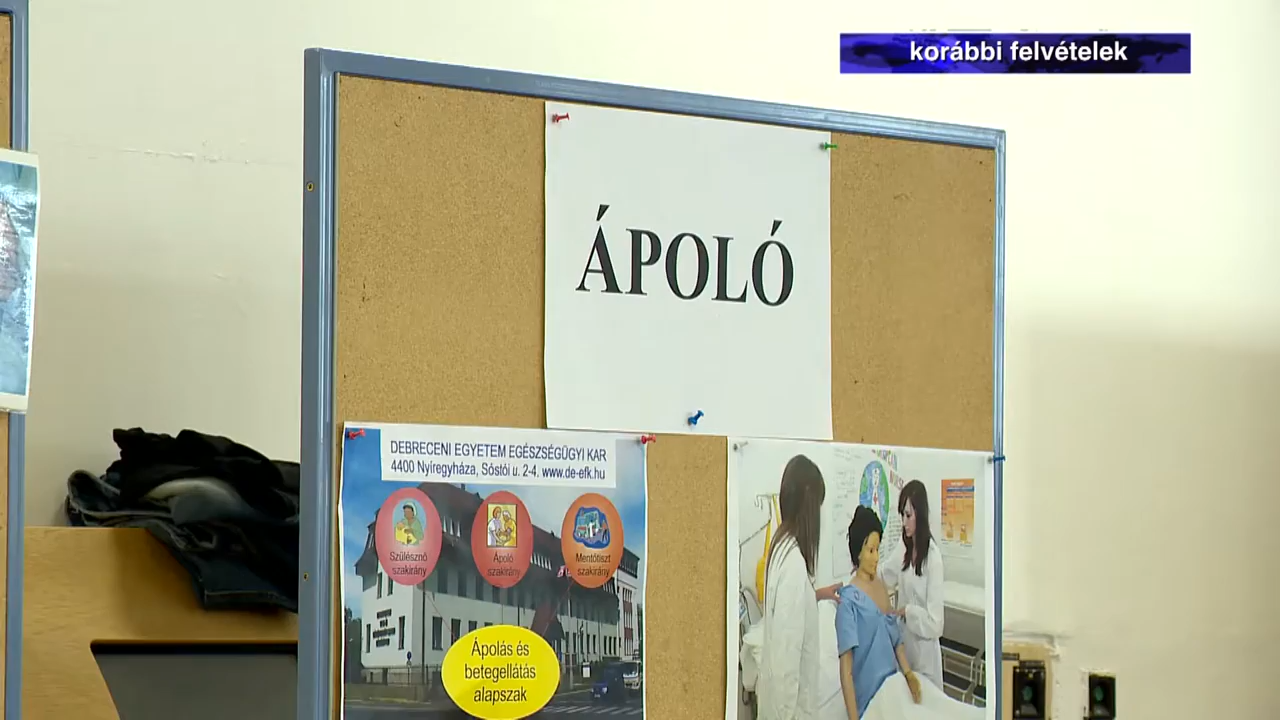 korábbi felvételek
ÁPOLÓ
DEBRECENI EGYETEM EGÉSZSÉGÜGYI KAR
4400 Nyíregyháza, Sóstói u. 2-4. www.de-efk.hu
Szülésznő
szakirány
Ápoló
szakirány
Mentőtiszt
szakirány
Ápolás és
betegellátás
alapszak